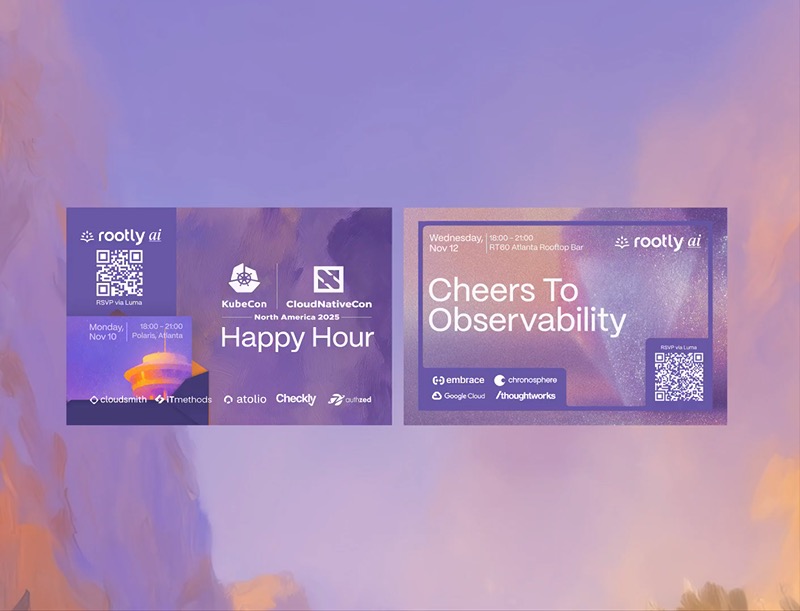 rootly ai
RSVP via Luma
Monday,
Nov 10
18:00 - 21:00
Polaris, Atlanta
KubeCon
CloudNativeCon
North America 2025
Happy Hour
cloudsmith
ITmethods
atolio
Checkly
authzed
Wednesday,
Nov 12
18:00 - 21:00
RT60 Atlanta Rooftop Bar
rootly ai
Cheers To
Observability
RSVP via Luma
embrace
chronosphere
Google Cloud
/thoughtworks